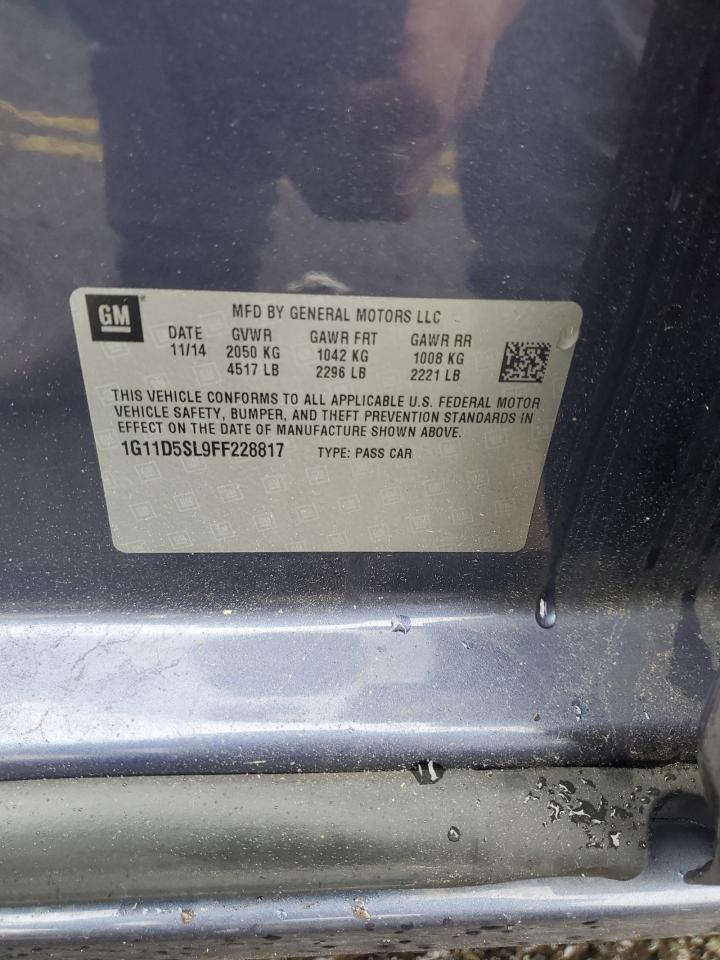 GM
MFD BY GENERAL MOTORS LLC
DATE GVWR GAWR FRT GAWR RR
11/14 2050 KG 1042 KG 1008 KG
4517 LB 2296 LB 2221 LB
THIS VEHICLE CONFORMS TO ALL APPLICABLE U.S. FEDERAL MOTOR
VEHICLE SAFETY, BUMPER, AND THEFT PREVENTION STANDARDS IN
EFFECT ON THE DATE OF MANUFACTURE SHOWN ABOVE.
1G11D5SL9FF228817 TYPE: PASS CAR